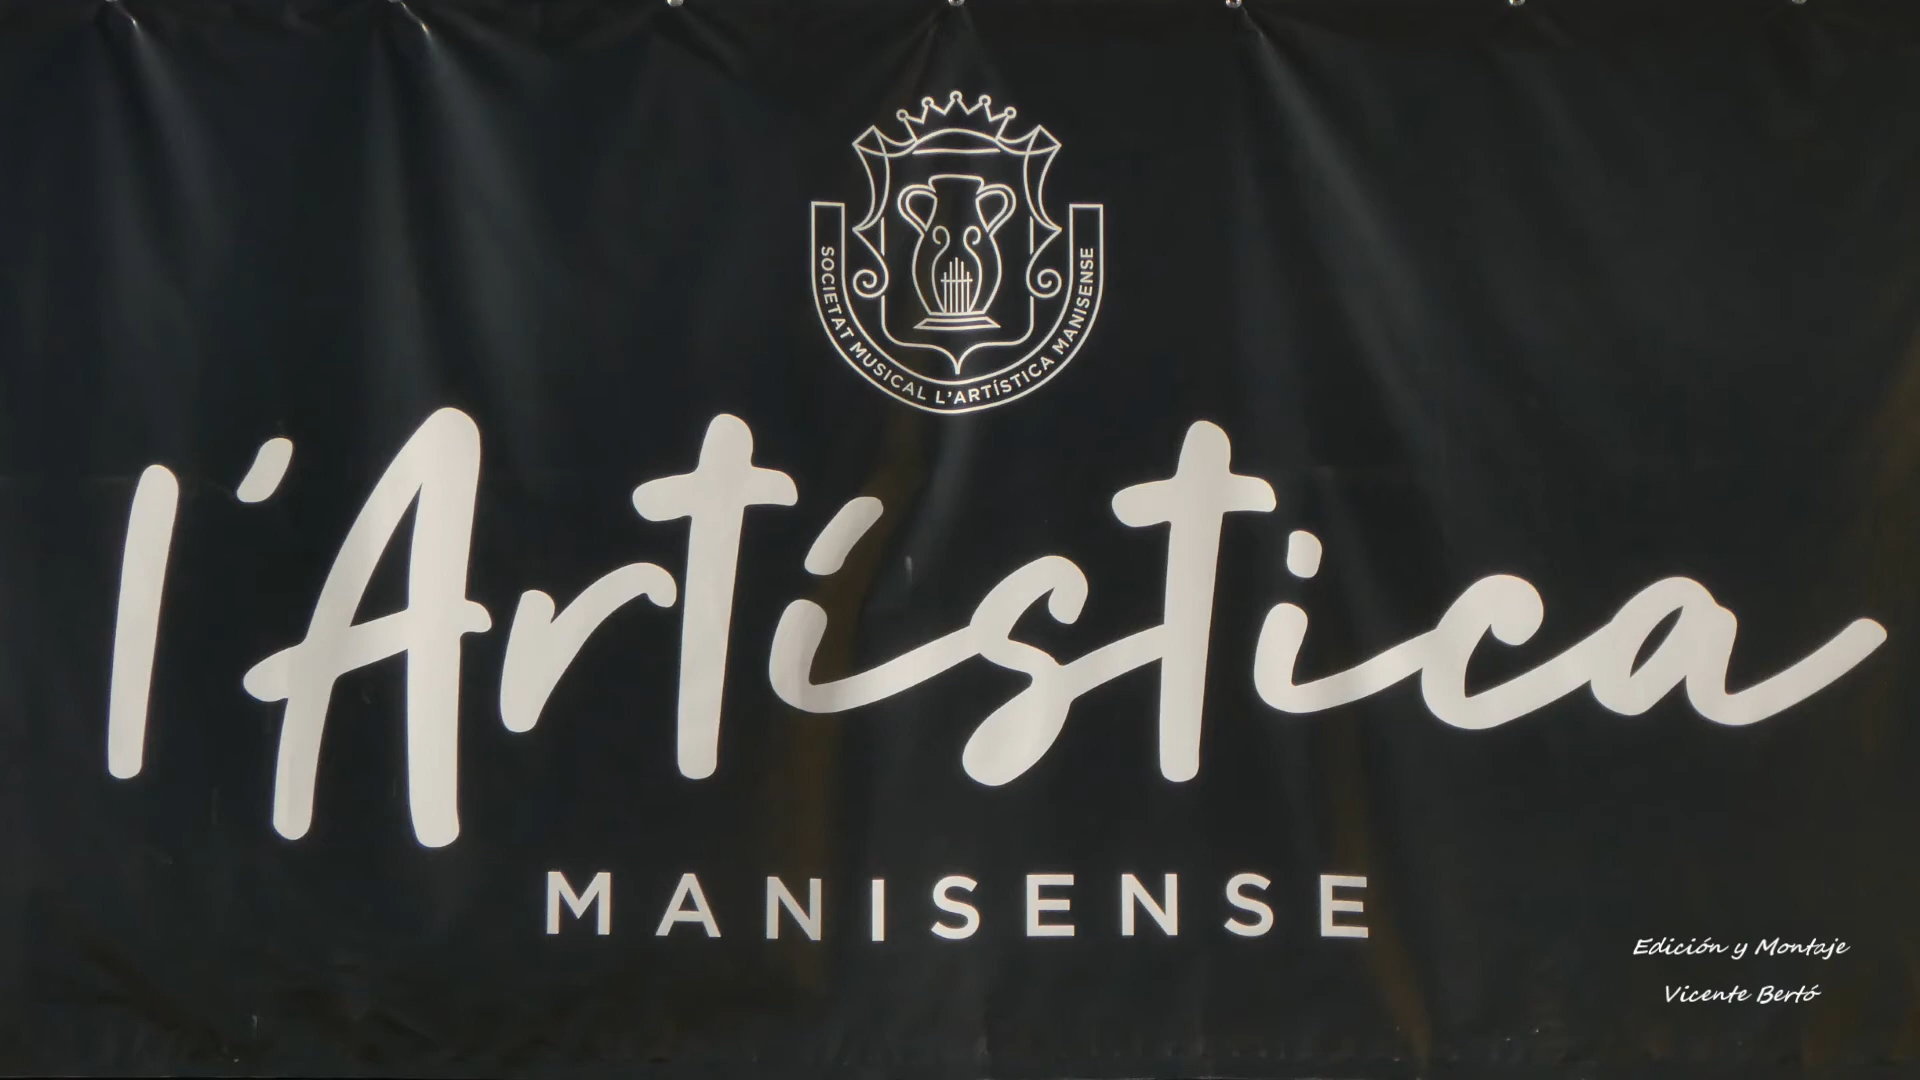 SOCIETAT MUSICAL L'ARTÍSTICA MANISENSE
l'Artística
MANISENSE
Edición y Montaje
Vicente Bertó